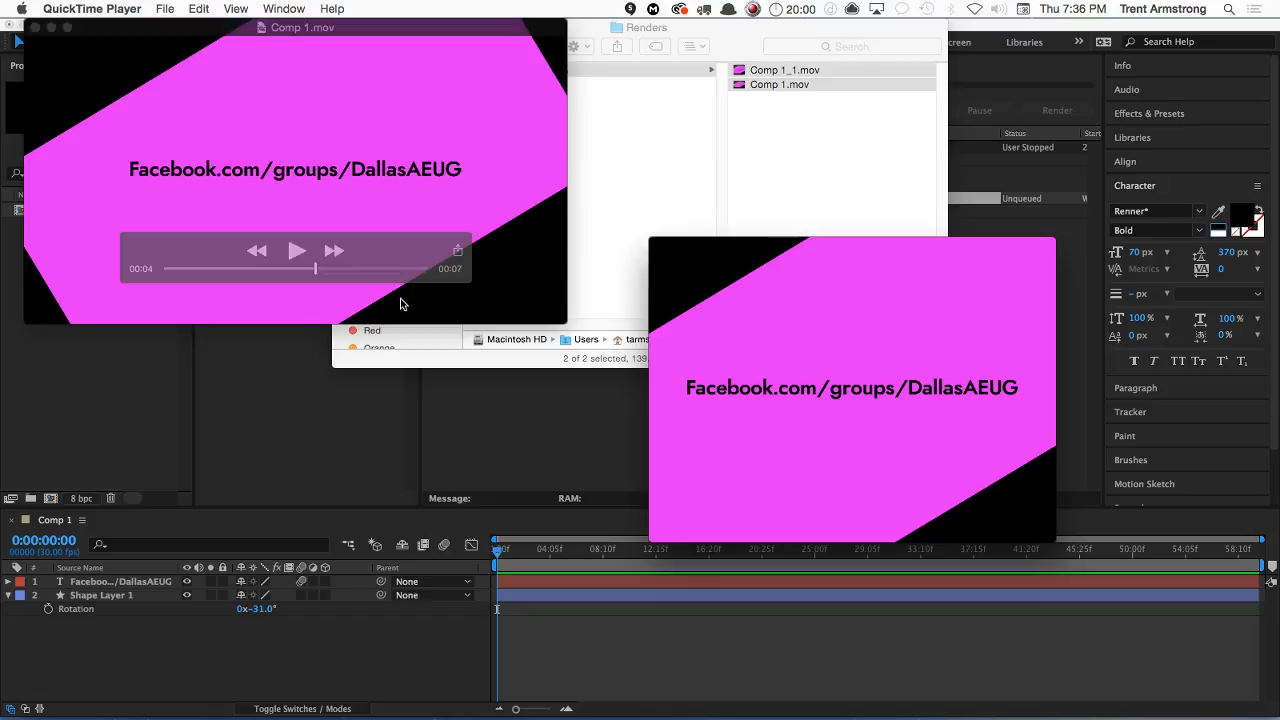 QuickTime Player File Edit View Window Help
20:00
Thu 7:36 PM Trent Armstrong
Comp 1.mov
Renders
Search
Libraries
Search Help
Facebook.com/groups/DallasAEUG
00:04
00:07
Comp 1_1.mov
Comp 1.mov
Red
Orange
Macintosh HD
Users
2 of 2 selected, 139
Pause
Render
Status
Start
User Stopped
2
Unqueued
Facebook.com/groups/DallasAEUG
Message:
RAM:
Info
Audio
Effects & Presets
Libraries
Align
Character
Renner*
Bold
70 px
370 px
Metrics
0
– px
100 %
100 %
0 px
0 %
Paragraph
Tracker
Paint
Brushes
Motion Sketch
8 bpc
Comp 1
0:00:00:00
00000 (30.00 fps)
04:05f 08:10f 12:15f 16:20f 20:25f 25:00f 29:05f 33:10f 37:15f 41:20f 45:25f 50:00f 54:05f 58:10f
# Source Name
Parent
1 T Faceboo.../DallasAEUG
None
2 Shape Layer 1
None
Rotation
0x-31.0°
Toggle Switches / Modes